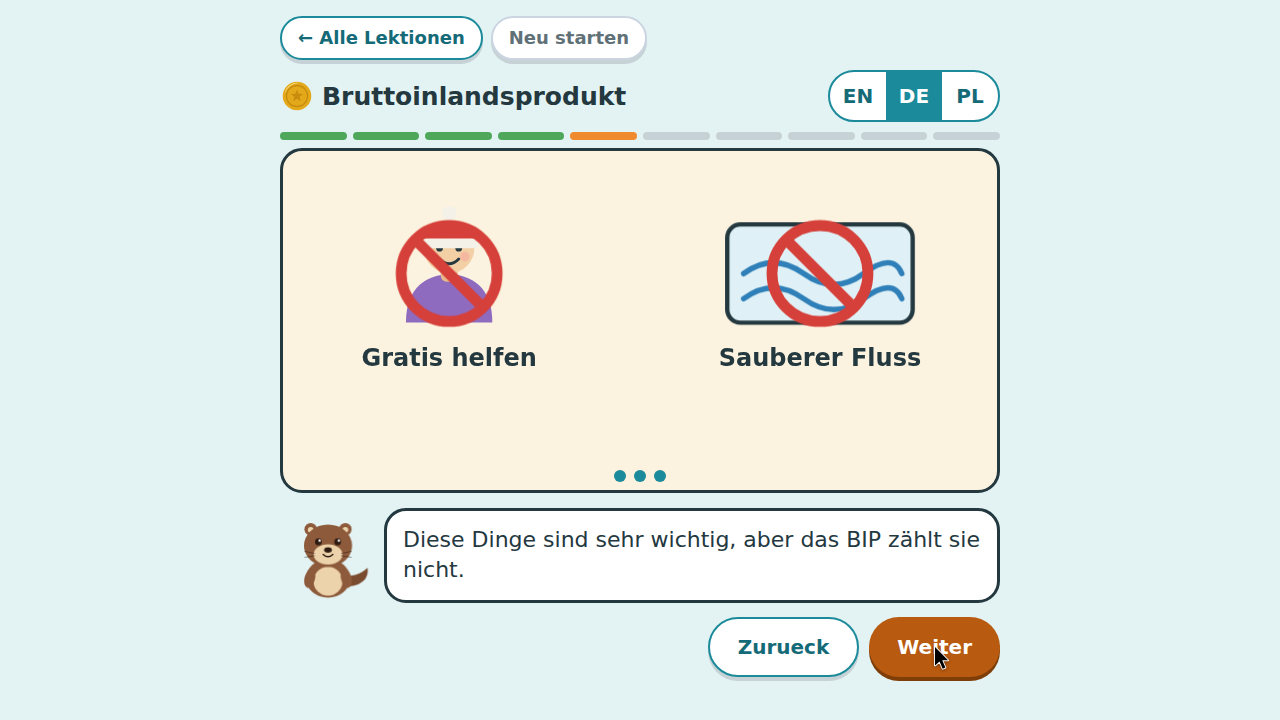 ← Alle Lektionen
Neu starten
Bruttoinlandsprodukt
EN DE PL
Gratis helfen
Sauberer Fluss
Diese Dinge sind sehr wichtig, aber das BIP zählt sie
nicht.
Zurueck
Weiter